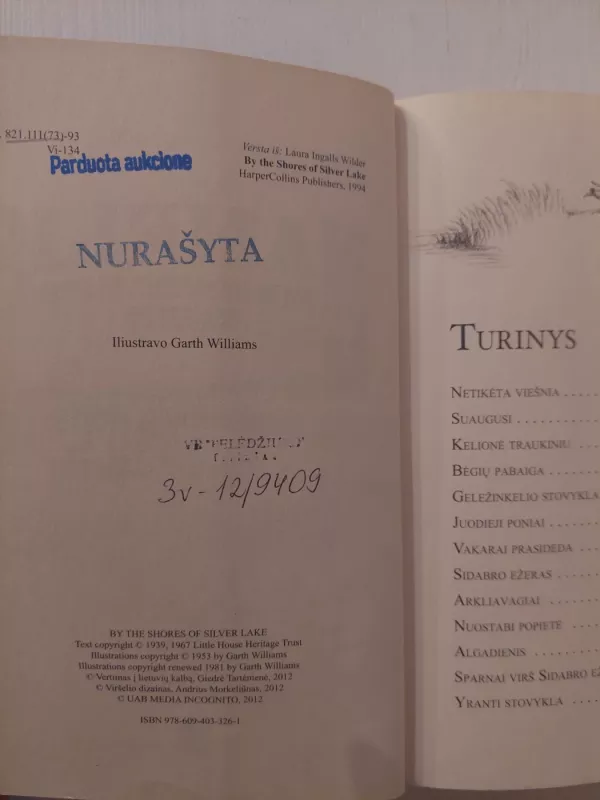 821.111(73)-93
Vi-134
Parduota aukcione
Versta iš: Laura Ingalls Wilder
By the Shores of Silver Lake
HarperCollins Publishers, 1994
NURAŠYTA
Iliustravo Garth Williams
3v-12/9409
BY THE SHORES OF SILVER LAKE
Text copyright © 1939, 1967 Little House Heritage Trust
Illustrations copyright © 1953 by Garth Williams
Illustrations copyright renewed 1981 by Garth Williams
© Vertimas į lietuvių kalbą, Giedrė Tartėnienė, 2012
© Viršelio dizainas, Andrius Morkeliūnas, 2012
© UAB MEDIA INCOGNITO, 2012
ISBN 978-609-403-326-1
TURINYS
NETIKĖTA VIEŠNIA
SUAUGUSI
KELIONĖ TRAUKINIU
BĖGIŲ PABAIGA
GELEŽINKELIO STOVYKLA
JUODIEJI PONIAI
VAKARAI PRASIDEDA
SIDABRO EŽERAS
ARKLIAVAGIAI
NUOSTABI POPIETĖ
ALGADIENIS
SPARNAI VIRŠ SIDABRO EŽ
YRANTI STOVYKLA